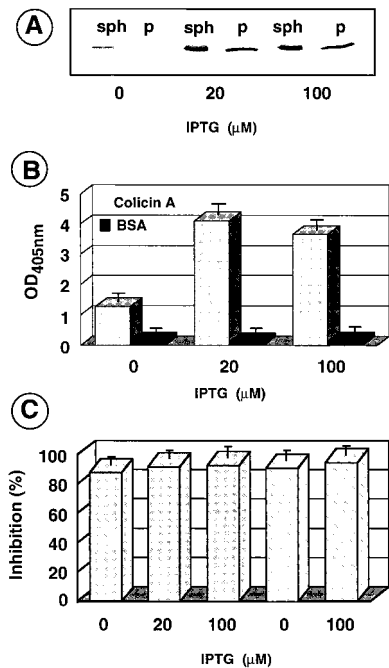 A
sph p sph p sph p
0 20 100
IPTG (µM)
B
5
4
3
2
1
0
OD405nm
Colicin A
BSA
0 20 100
IPTG (µM)
C
100
80
60
40
20
0
Inhibition (%)
0 20 100 0 100
IPTG (µM)